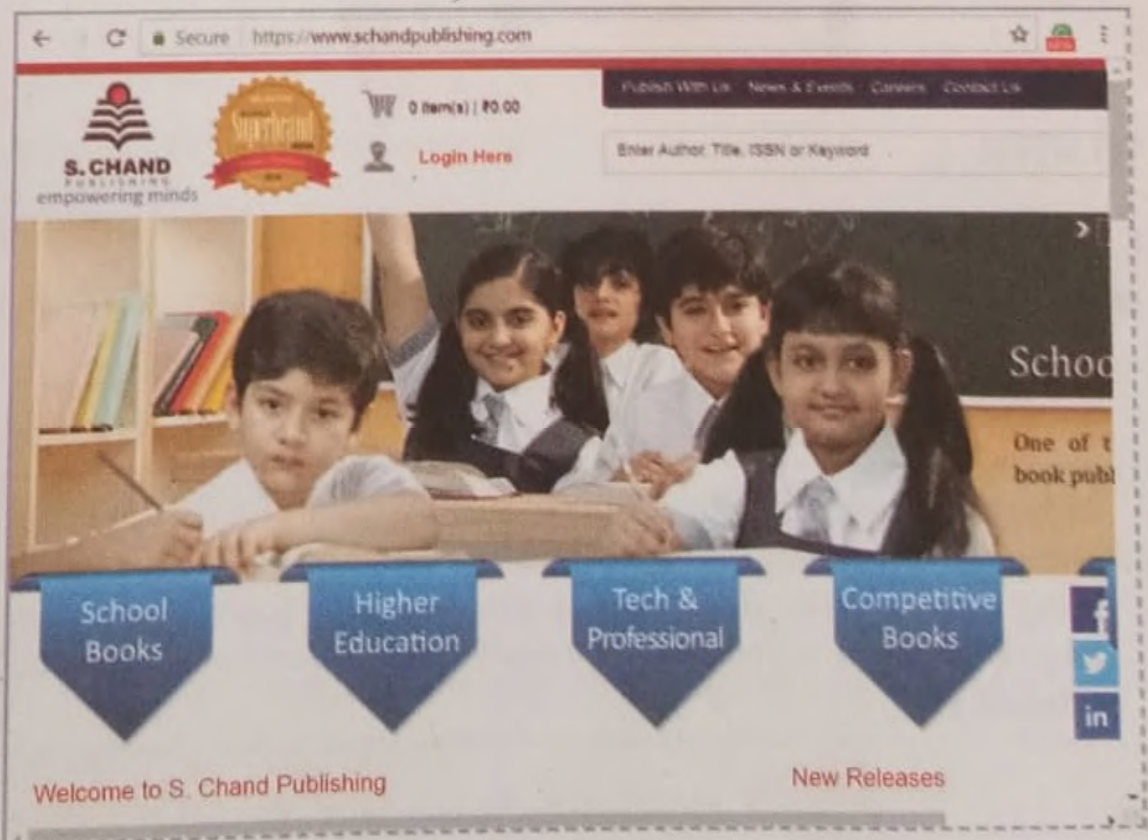 Secure https://www.schandpublishing.com
Publish With Us News & Events Careers Contact Us
0 item(s) | ₹0.00
Superbrand
Login Here
Enter Author, Title, ISSN or Keyword
S. CHAND
PUBLISHING
empowering minds
Schoo
One of t
book publ
School
Books
Higher
Education
Tech &
Professional
Competitive
Books
f
in
Welcome to S. Chand Publishing
New Releases